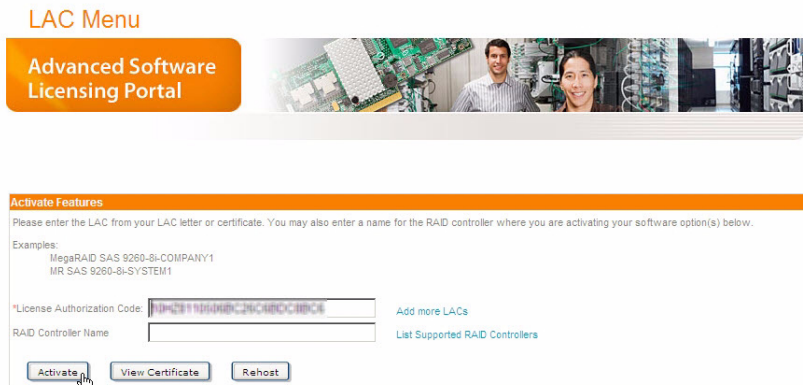 LAC Menu
Advanced Software
Licensing Portal
Activate Features
Please enter the LAC from your LAC letter or certificate. You may also enter a name for the RAID controller where you are activating your software option(s) below.
Examples:
MegaRAID SAS 9260-8i-COMPANY1
MR SAS 9260-8i-SYSTEM1
*License Authorization Code:
Add more LACs
RAID Controller Name
List Supported RAID Controllers
Activate View Certificate Rehost